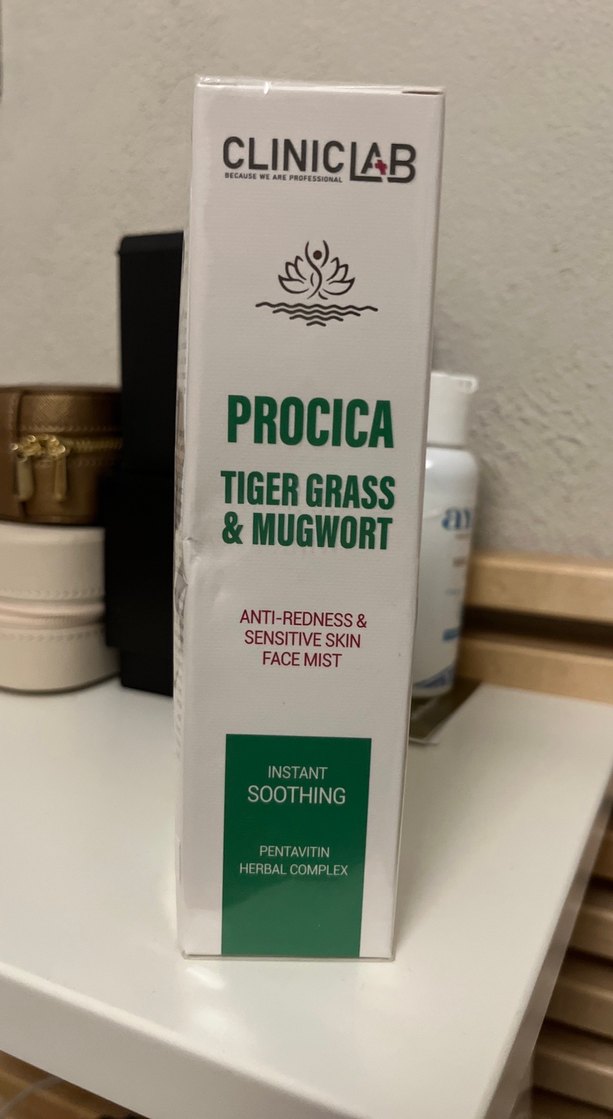 CLINICLAB
BECAUSE WE ARE PROFESSIONAL
PROCICA
TIGER GRASS
& MUGWORT
ANTI-REDNESS &
SENSITIVE SKIN
FACE MIST
INSTANT
SOOTHING
PENTAVITIN
HERBAL COMPLEX